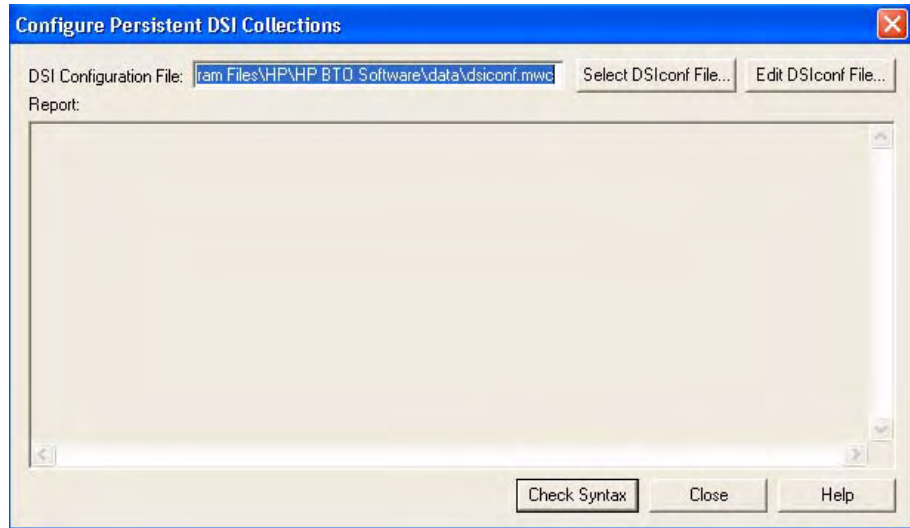 Configure Persistent DSI Collections
DSI Configuration File: ram Files\HP\HP BTO Software\data\dsiconf.mwc Select DSIconf File... Edit DSIconf File...
Report:
Check Syntax Close Help